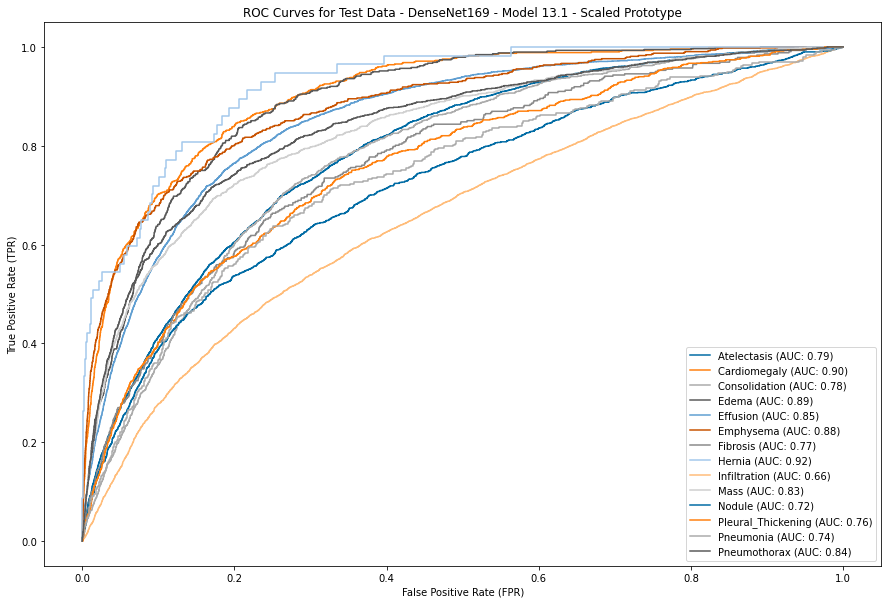 ROC Curves for Test Data - DenseNet169 - Model 13.1 - Scaled Prototype
1.0
0.8
0.6
0.4
0.2
0.0
True Positive Rate (TPR)
Atelectasis (AUC: 0.79)
Cardiomegaly (AUC: 0.90)
Consolidation (AUC: 0.78)
Edema (AUC: 0.89)
Effusion (AUC: 0.85)
Emphysema (AUC: 0.88)
Fibrosis (AUC: 0.77)
Hernia (AUC: 0.92)
Infiltration (AUC: 0.66)
Mass (AUC: 0.83)
Nodule (AUC: 0.72)
Pleural_Thickening (AUC: 0.76)
Pneumonia (AUC: 0.74)
Pneumothorax (AUC: 0.84)
0.0 0.2 0.4 0.6 0.8 1.0
False Positive Rate (FPR)